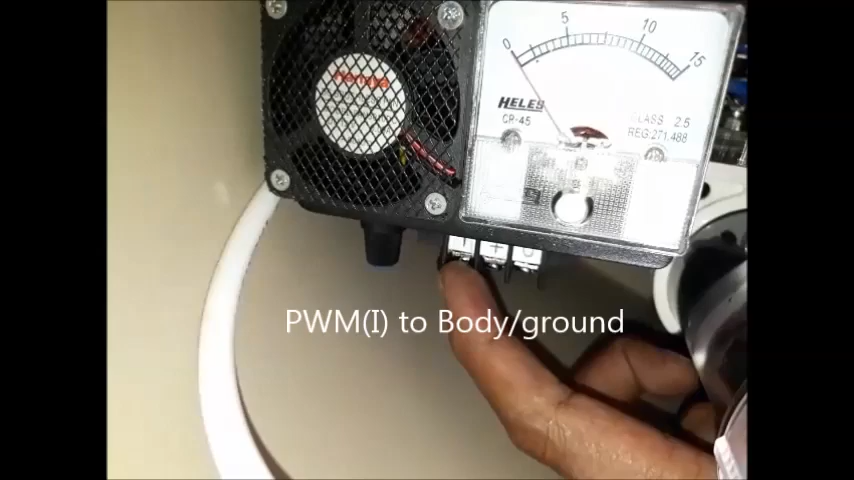 0
5
10
15
HELES
CR-45
CLASS 2.5
REG:271.488
+
PWM(I) to Body/ground